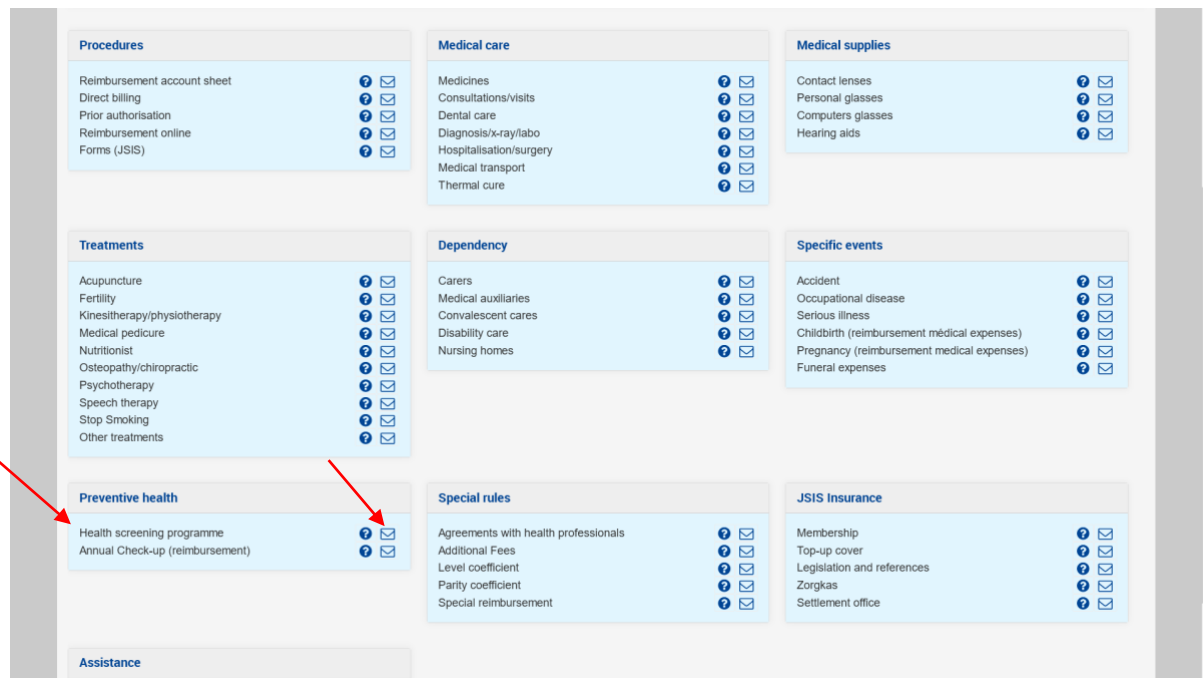 Procedures
Reimbursement account sheet
Direct billing
Prior authorisation
Reimbursement online
Forms (JSIS)
Medical care
Medicines
Consultations/visits
Dental care
Diagnosis/x-ray/labo
Hospitalisation/surgery
Medical transport
Thermal cure
Medical supplies
Contact lenses
Personal glasses
Computers glasses
Hearing aids
Treatments
Acupuncture
Fertility
Kinesitherapy/physiotherapy
Medical pedicure
Nutritionist
Osteopathy/chiropractic
Psychotherapy
Speech therapy
Stop Smoking
Other treatments
Dependency
Carers
Medical auxiliaries
Convalescent cares
Disability care
Nursing homes
Specific events
Accident
Occupational disease
Serious illness
Childbirth (reimbursement médical expenses)
Pregnancy (reimbursement medical expenses)
Funeral expenses
Preventive health
Health screening programme
Annual Check-up (reimbursement)
Special rules
Agreements with health professionals
Additional Fees
Level coefficient
Parity coefficient
Special reimbursement
JSIS Insurance
Membership
Top-up cover
Legislation and references
Zorgkas
Settlement office
Assistance